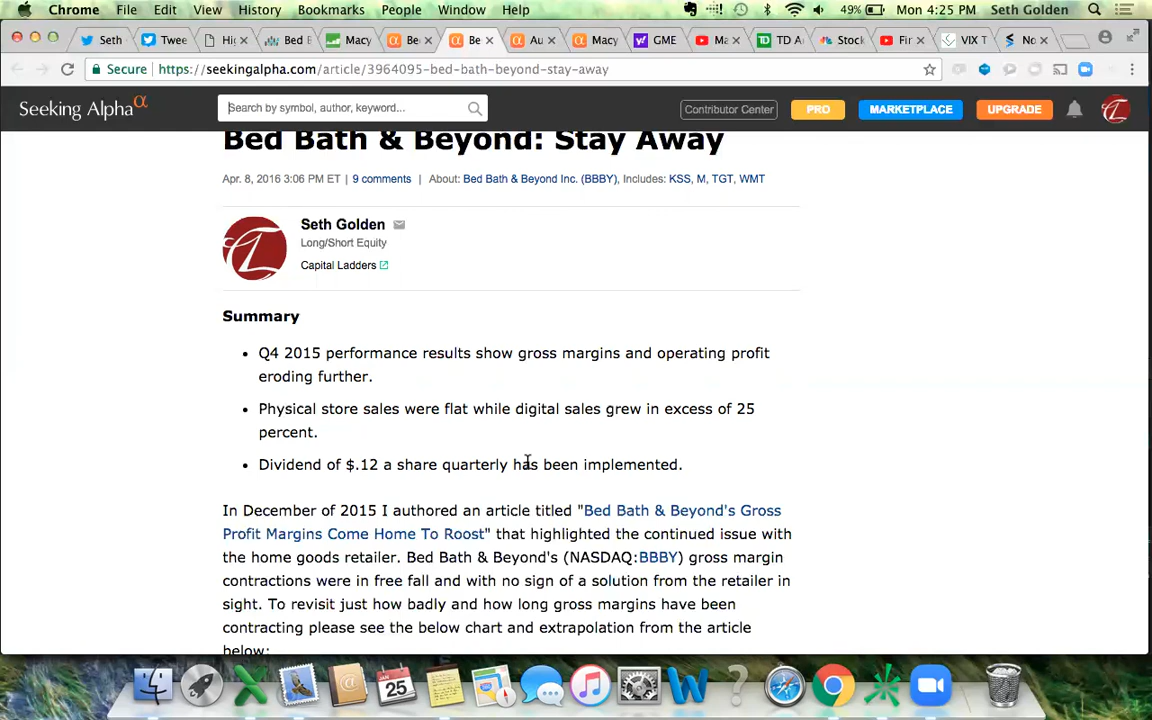 Chrome File Edit View History Bookmarks People Window Help 49% Mon 4:25 PM Seth Golden
Seth Twee Hi Bed Macy Be Be Au Macy GME Ma TD A Stoc Fir VIX T No
Secure https://seekingalpha.com/article/3964095-bed-bath-beyond-stay-away
Seeking Alpha α Search by symbol, author, keyword... Contributor Center PRO MARKETPLACE UPGRADE
Bed Bath & Beyond: Stay Away
Apr. 8, 2016 3:06 PM ET | 9 comments | About: Bed Bath & Beyond Inc. (BBBY), Includes: KSS, M, TGT, WMT
Seth Golden
Long/Short Equity
Capital Ladders
Summary
• Q4 2015 performance results show gross margins and operating profit
eroding further.
• Physical store sales were flat while digital sales grew in excess of 25
percent.
• Dividend of $.12 a share quarterly has been implemented.
In December of 2015 I authored an article titled "Bed Bath & Beyond's Gross
Profit Margins Come Home To Roost" that highlighted the continued issue with
the home goods retailer. Bed Bath & Beyond's (NASDAQ:BBBY) gross margin
contractions were in free fall and with no sign of a solution from the retailer in
sight. To revisit just how badly and how long gross margins have been
contracting please see the below chart and extrapolation from the article
below:
25